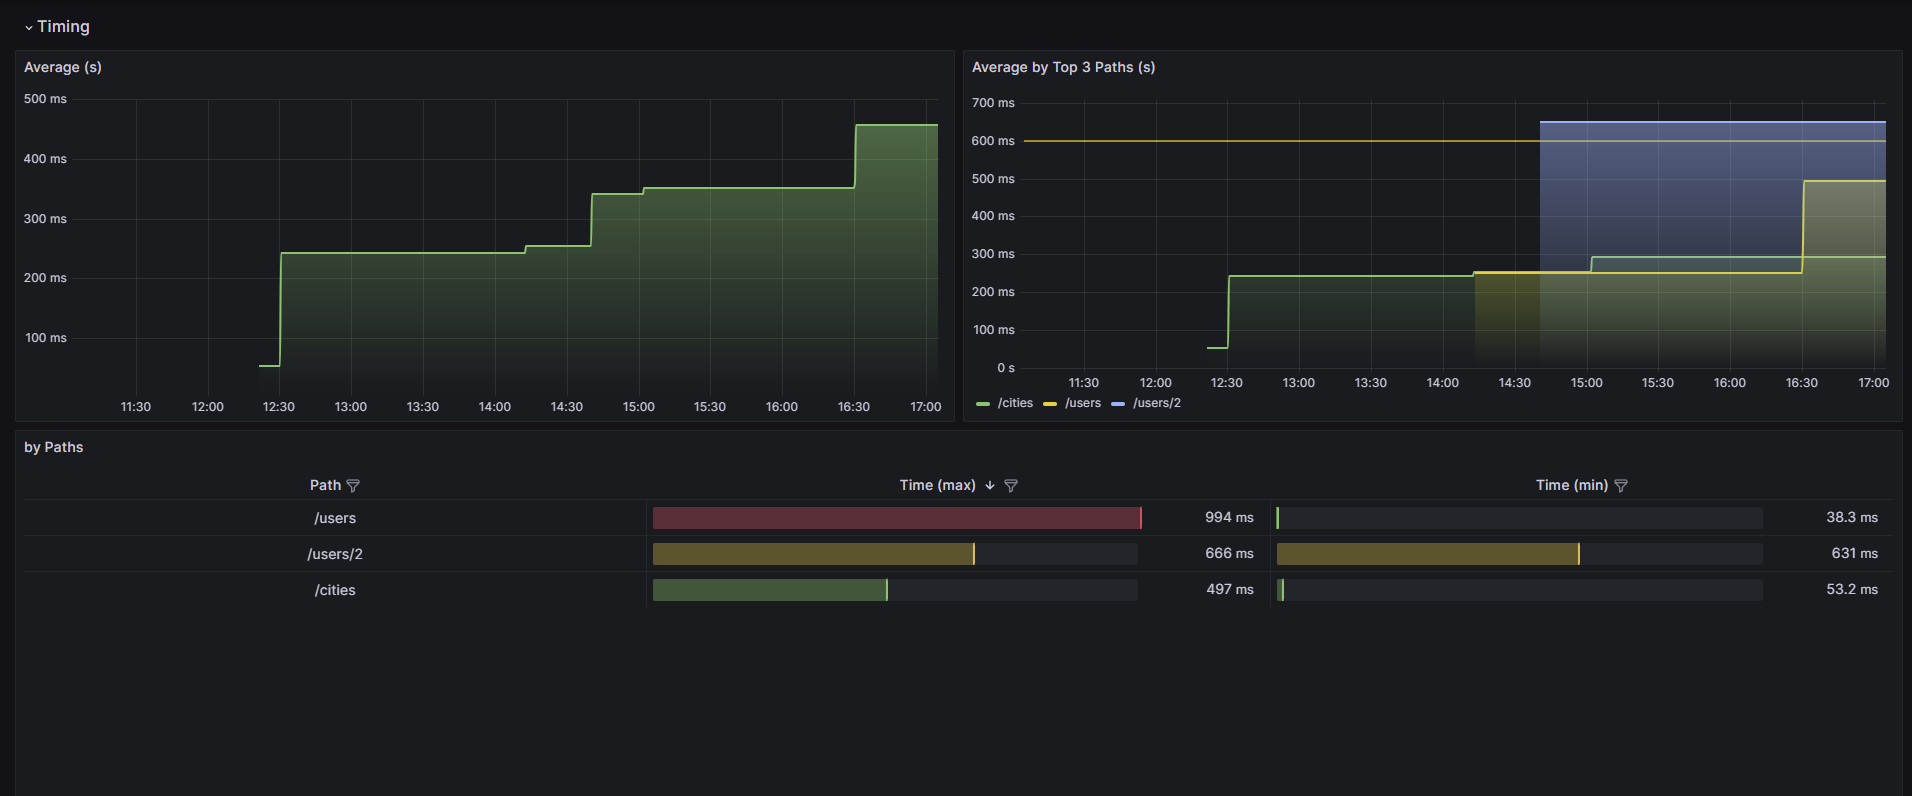 Timing
Average (s)
500 ms
400 ms
300 ms
200 ms
100 ms
11:30 12:00 12:30 13:00 13:30 14:00 14:30 15:00 15:30 16:00 16:30 17:00
Average by Top 3 Paths (s)
700 ms
600 ms
500 ms
400 ms
300 ms
200 ms
100 ms
0 s
11:30 12:00 12:30 13:00 13:30 14:00 14:30 15:00 15:30 16:00 16:30 17:00
/cities /users /users/2
by Paths
Path Time (max) Time (min)
/users 994 ms 38.3 ms
/users/2 666 ms 631 ms
/cities 497 ms 53.2 ms